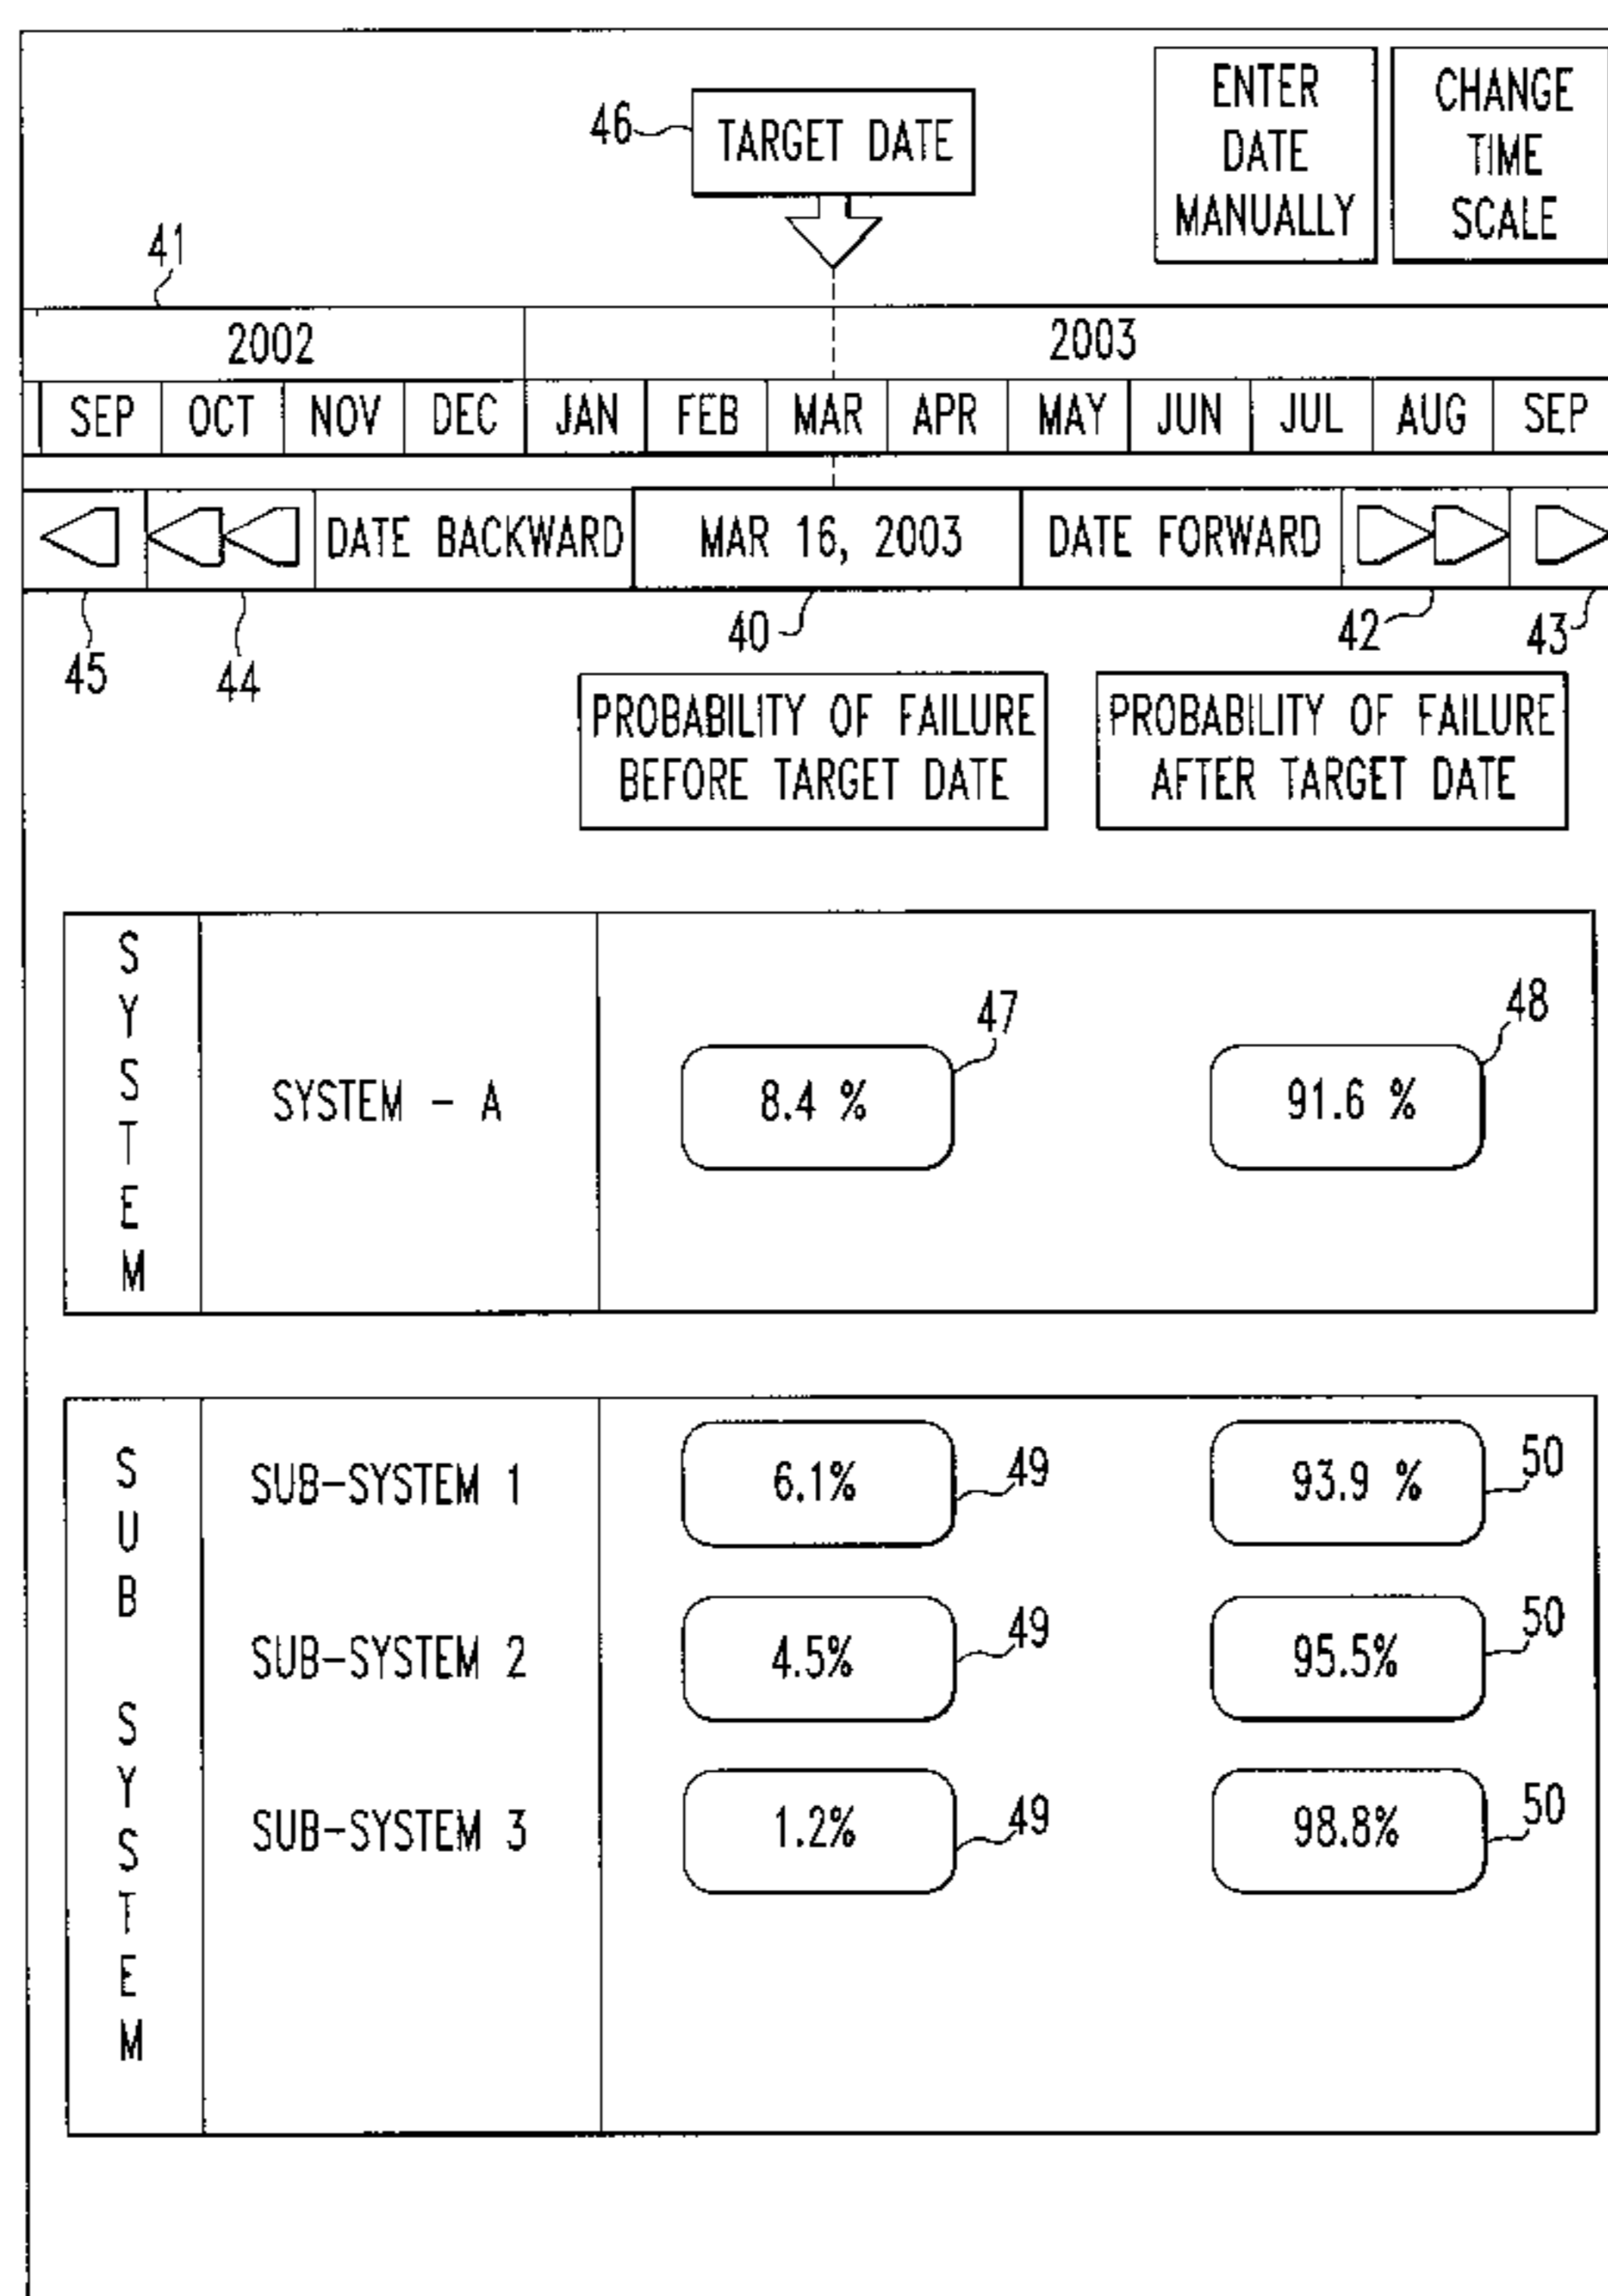 46 TARGET DATE
ENTER
DATE
MANUALLY
CHANGE
TIME
SCALE
41
2002 2003
SEP OCT NOV DEC JAN FEB MAR APR MAY JUN JUL AUG SEP
DATE BACKWARD MAR 16, 2003 DATE FORWARD
45 44 40 42 43
PROBABILITY OF FAILURE
BEFORE TARGET DATE
PROBABILITY OF FAILURE
AFTER TARGET DATE
SYSTEM
SYSTEM - A
8.4 % 47
91.6 % 48
SUB SYSTEM
SUB-SYSTEM 1 6.1% 49 93.9 % 50
SUB-SYSTEM 2 4.5% 49 95.5% 50
SUB-SYSTEM 3 1.2% 49 98.8% 50